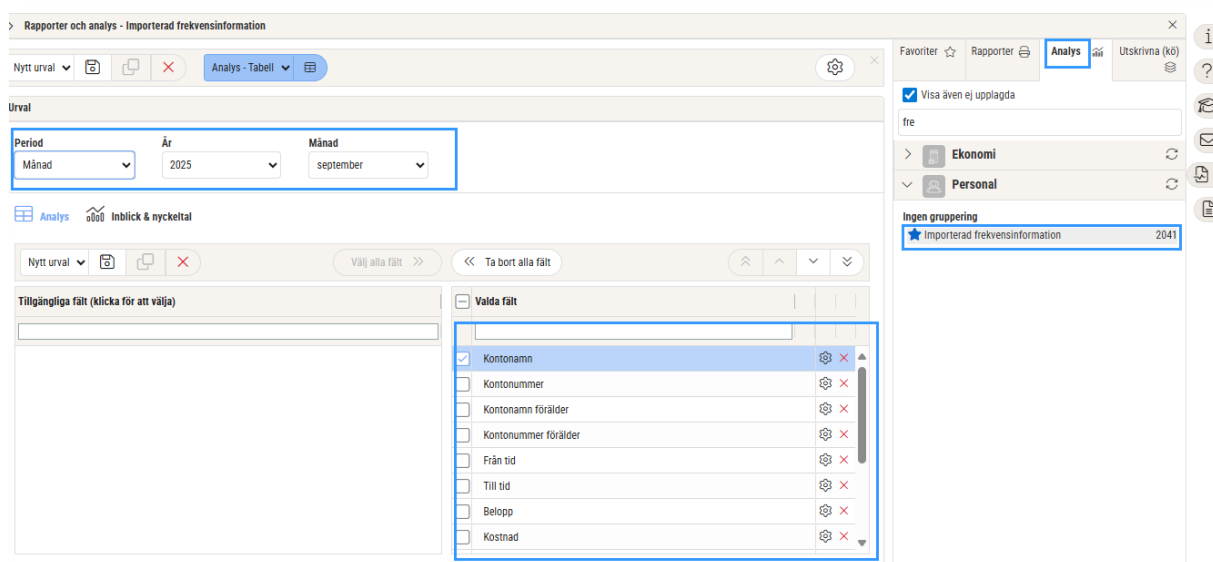 Rapporter och analys - Importerad frekvensinformation
Nytt urval
Analys - Tabell
Urval
Period
År
Månad
Månad
2025
september
Analys
Inblick & nyckeltal
Nytt urval
Välj alla fält
Ta bort alla fält
Tillgängliga fält (klicka för att välja)
Valda fält
Kontonamn
Kontonummer
Kontonamn förälder
Kontonummer förälder
Från tid
Till tid
Belopp
Kostnad
Favoriter
Rapporter
Analys
Utskrivna (kö)
Visa även ej upplagda
fre
Ekonomi
Personal
Ingen gruppering
Importerad frekvensinformation 2041